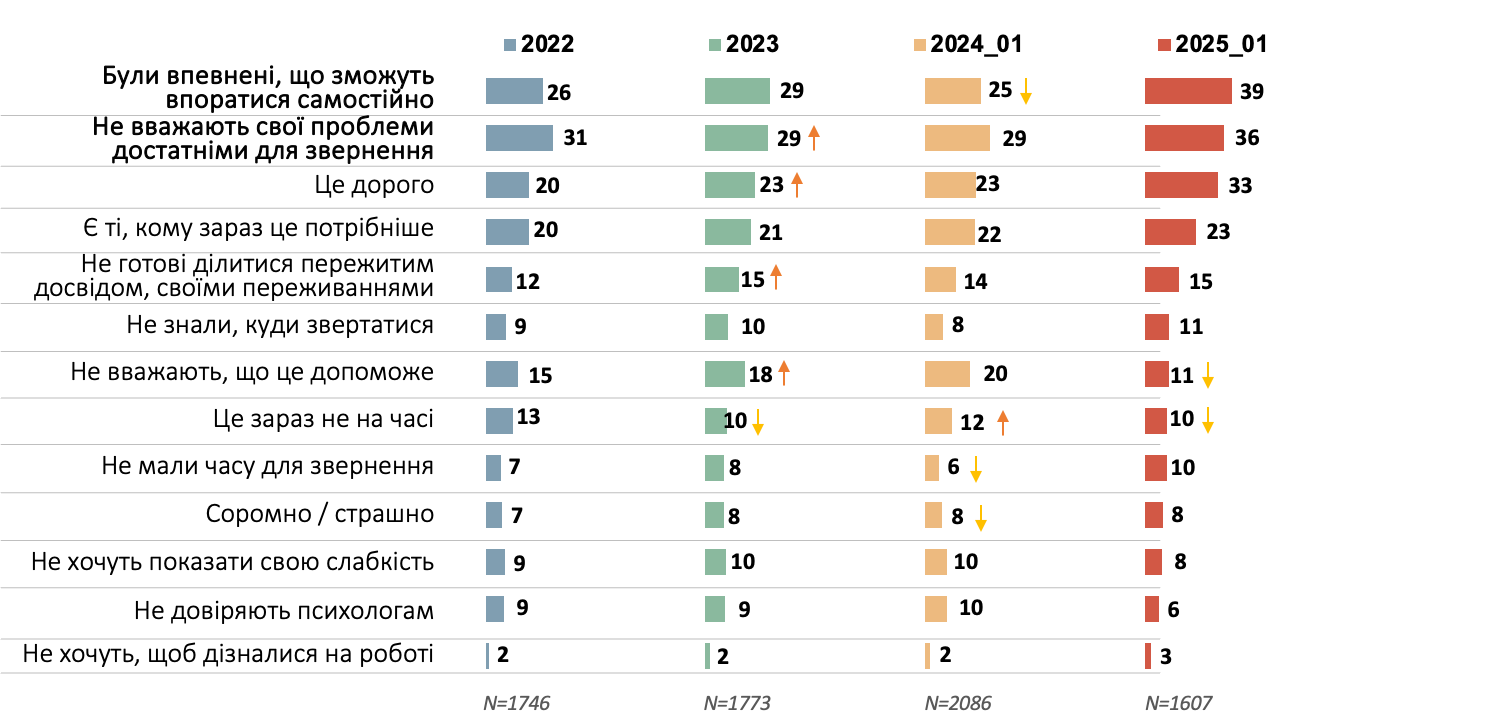 2022 2023 2024_01 2025_01
Були впевнені, що зможуть
впоратися самостійно 26 29 25 39
Не вважають свої проблеми
достатніми для звернення 31 29 29 36
Це дорого 20 23 23 33
Є ті, кому зараз це потрібніше 20 21 22 23
Не готові ділитися пережитим
досвідом, своїми переживаннями 12 15 14 15
Не знали, куди звертатися 9 10 8 11
Не вважають, що це допоможе 15 18 20 11
Це зараз не на часі 13 10 12 10
Не мали часу для звернення 7 8 6 10
Соромно / страшно 7 8 8 8
Не хочуть показати свою слабкість 9 10 10 8
Не довіряють психологам 9 9 10 6
Не хочуть, щоб дізналися на роботі 2 2 2 3
N=1746 N=1773 N=2086 N=1607